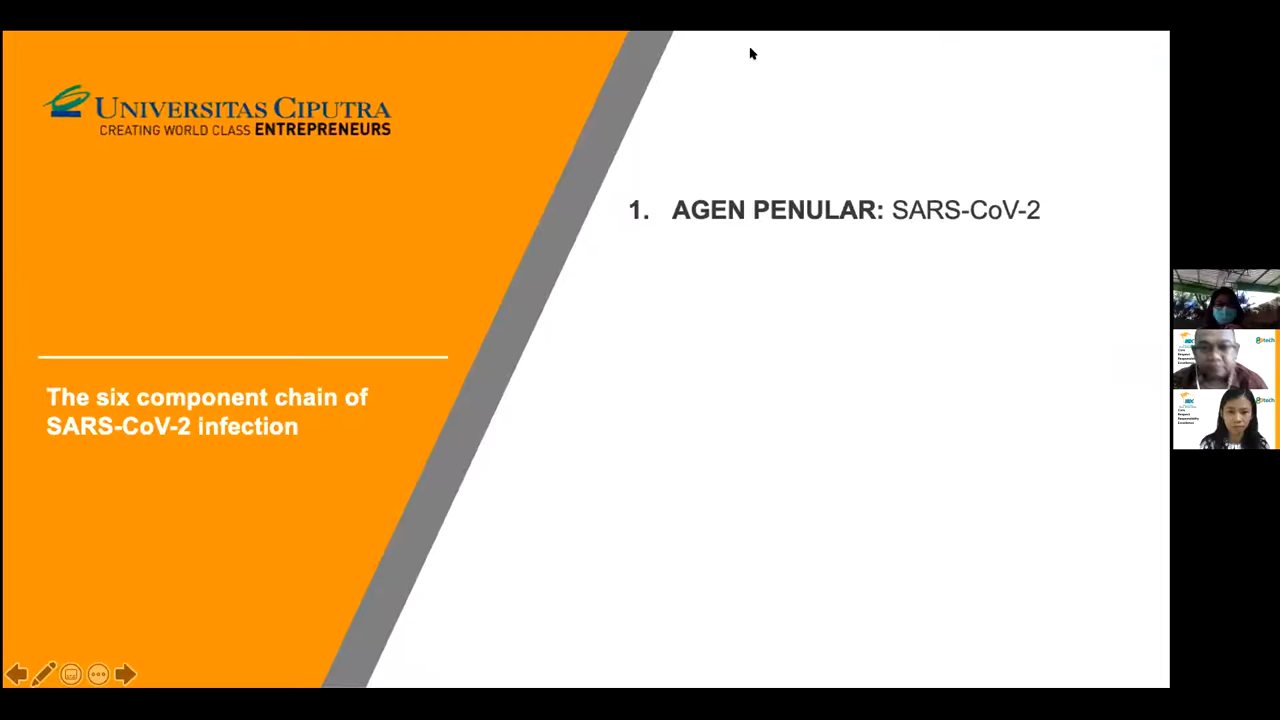 UNIVERSITAS CIPUTRA
CREATING WORLD CLASS ENTREPRENEURS
The six component chain of
SARS-CoV-2 infection
1. AGEN PENULAR: SARS-CoV-2